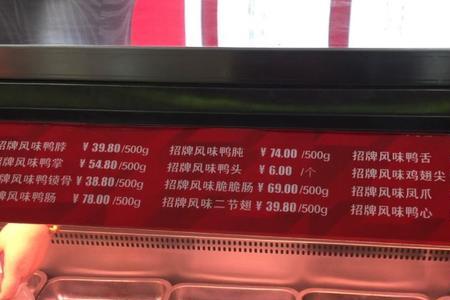 招牌风味鸭脖 ¥ 39.80/500g 招牌风味鸭肫 ¥ 74.00 /500g 招牌风味鸭舌
招牌风味鸭掌 ¥ 54.80/500g 招牌风味鸭头 ¥ 6.00 /个 招牌风味鸡翅尖
招牌风味鸭锁骨 ¥ 38.80/500g 招牌风味脆脆肠 ¥ 69.00/500g 招牌风味凤爪
牌风味鸭肠 ¥ 78.00 /500g 招牌风味二节翅 ¥ 39.80/500g 招牌风味鸭心